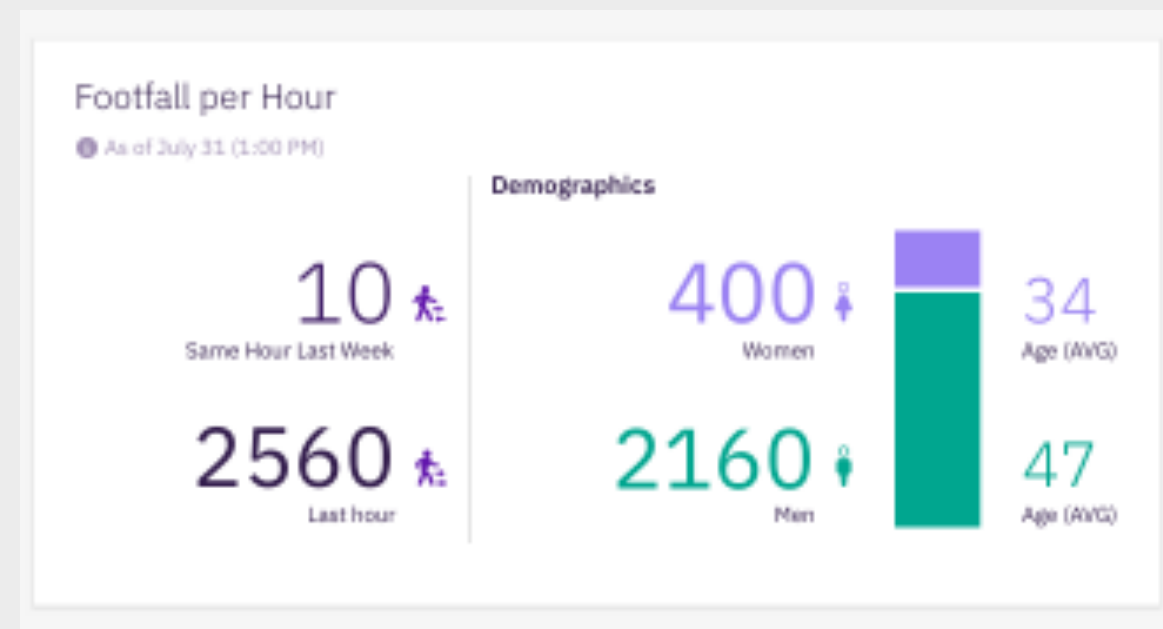 Footfall per Hour
As of July 31 (1:00 PM)
Demographics
10
Same Hour Last Week
2560
Last hour
400
Women
34
Age (AVG)
2160
Men
47
Age (AVG)